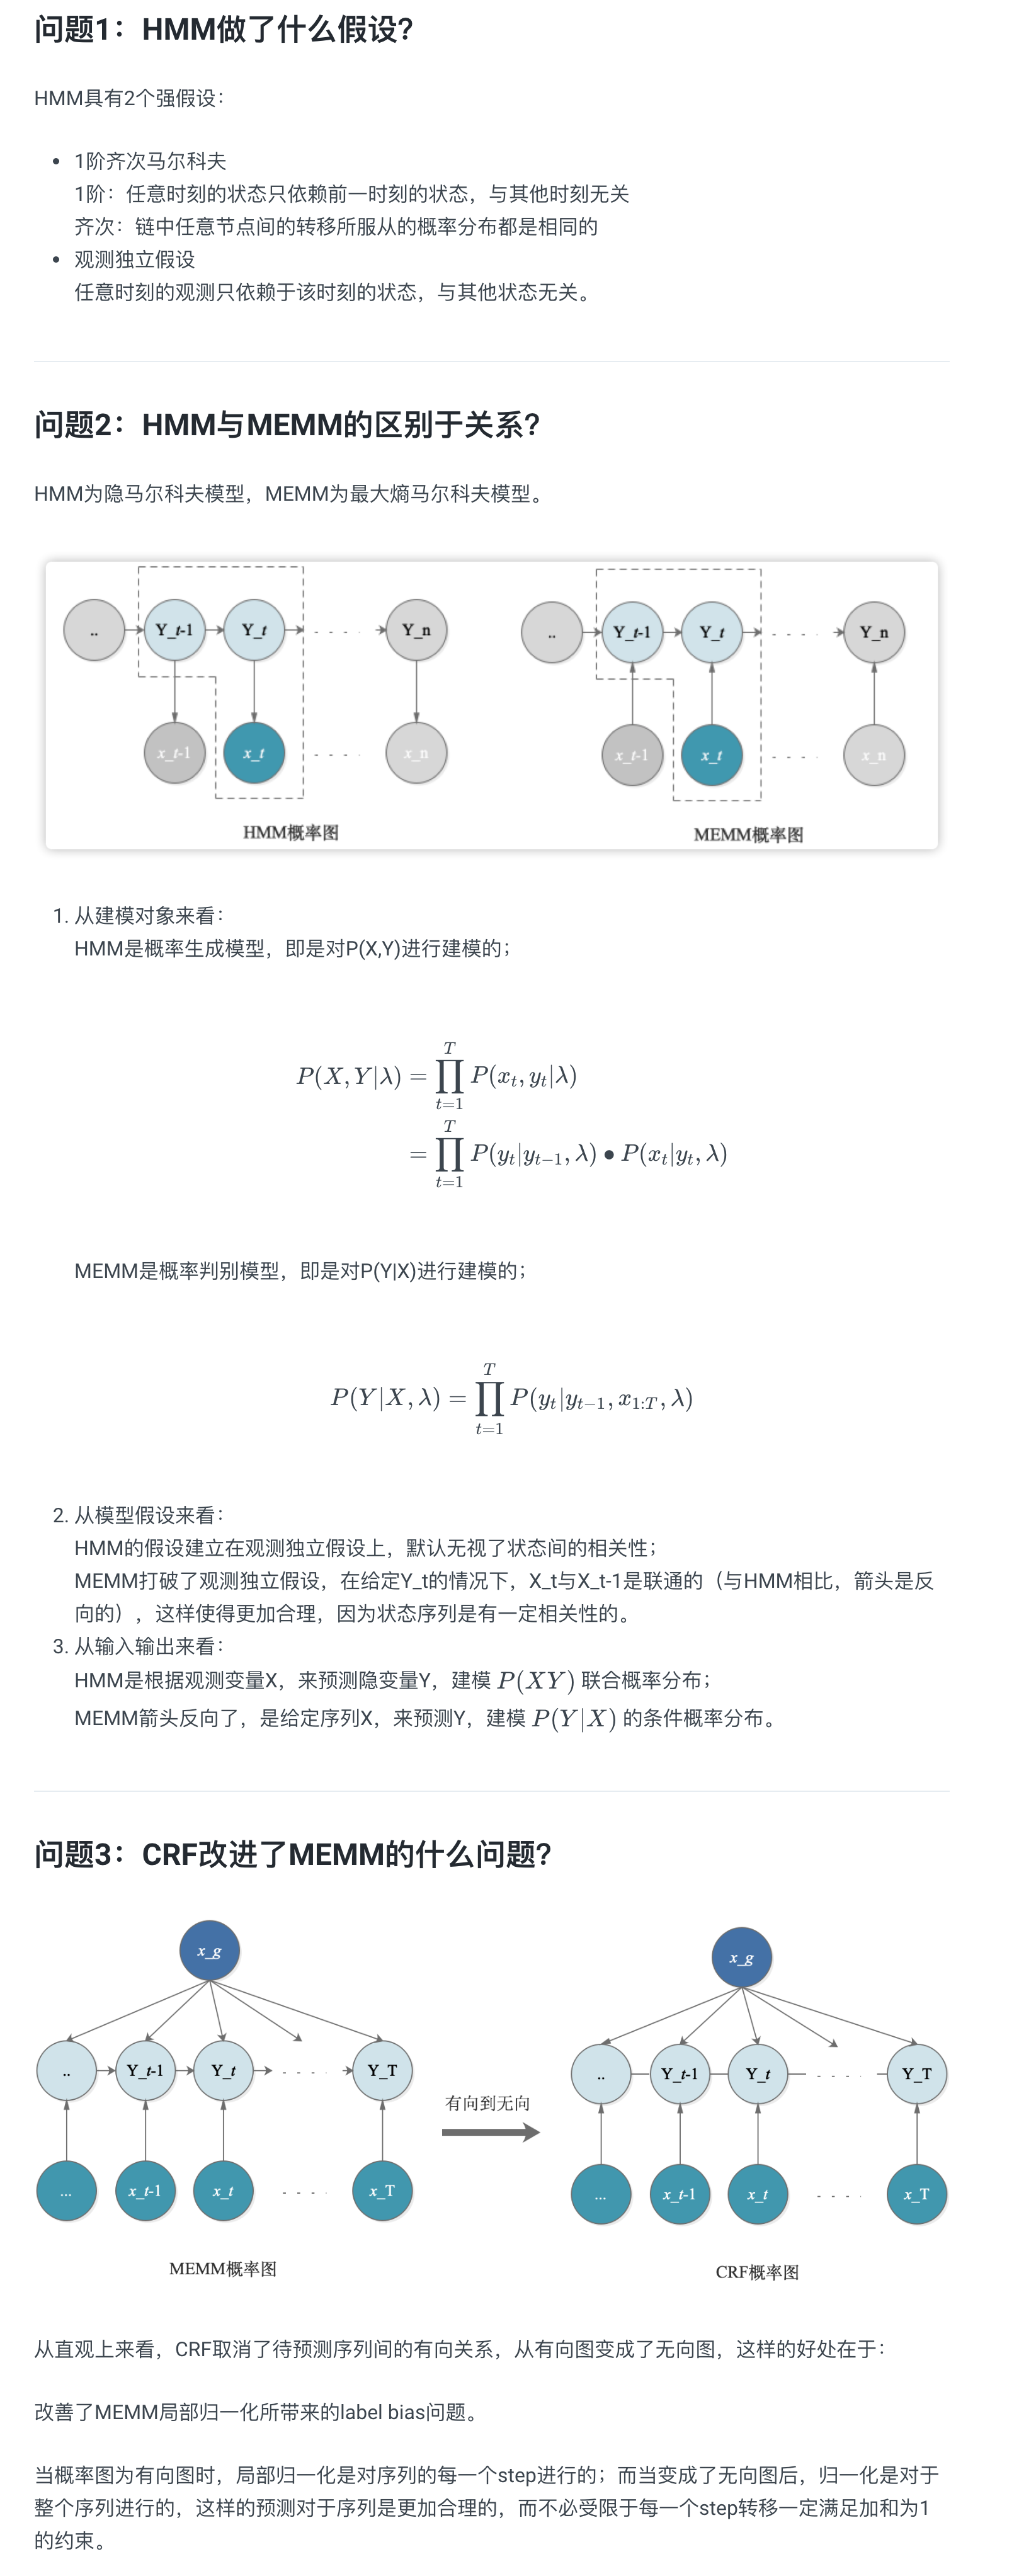 问题1：HMM做了什么假设?
HMM具有2个强假设：
• 1阶齐次马尔科夫
1阶：任意时刻的状态只依赖前一时刻的状态，与其他时刻无关
齐次：链中任意节点间的转移所服从的概率分布都是相同的
• 观测独立假设
任意时刻的观测只依赖于该时刻的状态，与其他状态无关。
问题2：HMM与MEMM的区别于关系?
HMM为隐马尔科夫模型，MEMM为最大熵马尔科夫模型。
.. Y_t-1 Y_t - - - - Y_n
x_t-1 x_t - - - - x_n
HMM概率图
.. Y_t-1 Y_t - - - - Y_n
x_t-1 x_t - - - - x_n
MEMM概率图
1. 从建模对象来看：
HMM是概率生成模型，即是对P(X,Y)进行建模的；
P(X, Y|λ) = ∏_{t=1}^{T} P(x_t, y_t|λ)
= ∏_{t=1}^{T} P(y_t|y_{t−1}, λ) • P(x_t|y_t, λ)
MEMM是概率判别模型，即是对P(Y|X)进行建模的；
P(Y|X, λ) = ∏_{t=1}^{T} P(y_t|y_{t−1}, x_{1:T}, λ)
2. 从模型假设来看：
HMM的假设建立在观测独立假设上，默认无视了状态间的相关性；
MEMM打破了观测独立假设，在给定Y_t的情况下，X_t与X_t-1是联通的（与HMM相比，箭头是反
向的），这样使得更加合理，因为状态序列是有一定相关性的。
3. 从输入输出来看：
HMM是根据观测变量X，来预测隐变量Y，建模 P(XY) 联合概率分布；
MEMM箭头反向了，是给定序列X，来预测Y，建模 P(Y|X) 的条件概率分布。
问题3：CRF改进了MEMM的什么问题?
x_g
.. Y_t-1 Y_t - - - - Y_T
... x_t-1 x_t - - - - x_T
MEMM概率图
有向到无向
x_g
.. Y_t-1 Y_t - - - - Y_T
... x_t-1 x_t - - - - x_T
CRF概率图
从直观上来看，CRF取消了待预测序列间的有向关系，从有向图变成了无向图，这样的好处在于：
改善了MEMM局部归一化所带来的label bias问题。
当概率图为有向图时，局部归一化是对序列的每一个step进行的；而当变成了无向图后，归一化是对于
整个序列进行的，这样的预测对于序列是更加合理的，而不必受限于每一个step转移一定满足加和为1
的约束。